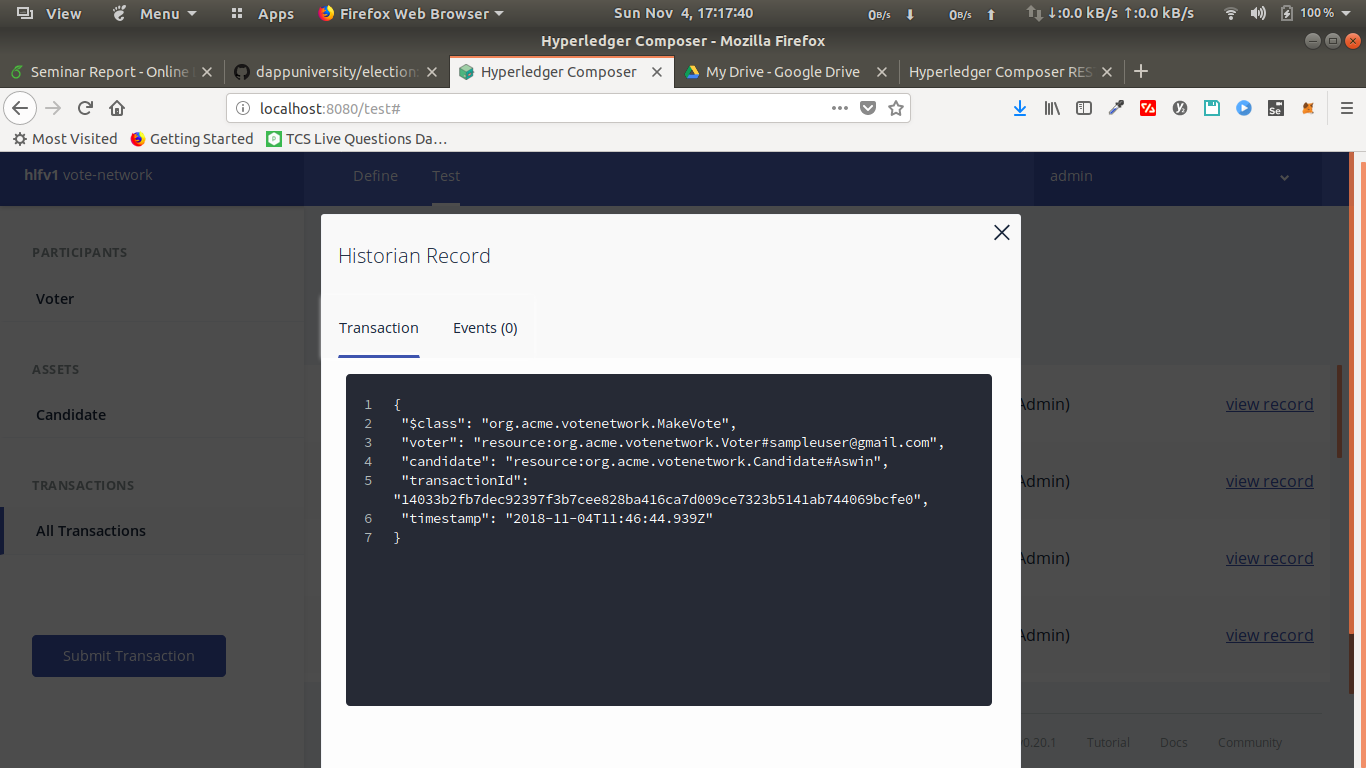 View Menu Apps Firefox Web Browser Sun Nov 4, 17:17:40 0B/s 0B/s ↓:0.0 kB/s ↑:0.0 kB/s 100 %
Hyperledger Composer - Mozilla Firefox
Seminar Report - Online dappuniversity/election Hyperledger Composer My Drive - Google Drive Hyperledger Composer RES
localhost:8080/test#
Most Visited Getting Started TCS Live Questions Da…
hlfv1 vote-network Define Test admin
Historian Record
PARTICIPANTS
Voter
Transaction Events (0)
ASSETS
Candidate
TRANSACTIONS
All Transactions
Submit Transaction
1 {
2 "$class": "org.acme.votenetwork.MakeVote",
3 "voter": "resource:org.acme.votenetwork.Voter#sampleuser@gmail.com",
4 "candidate": "resource:org.acme.votenetwork.Candidate#Aswin",
5 "transactionId":
"14033b2fb7dec92397f3b7cee828ba416ca7d009ce7323b5141ab744069bcfe0",
6 "timestamp": "2018-11-04T11:46:44.939Z"
7 }
Admin) view record
Admin) view record
Admin) view record
Admin) view record
0.20.1 Tutorial Docs Community